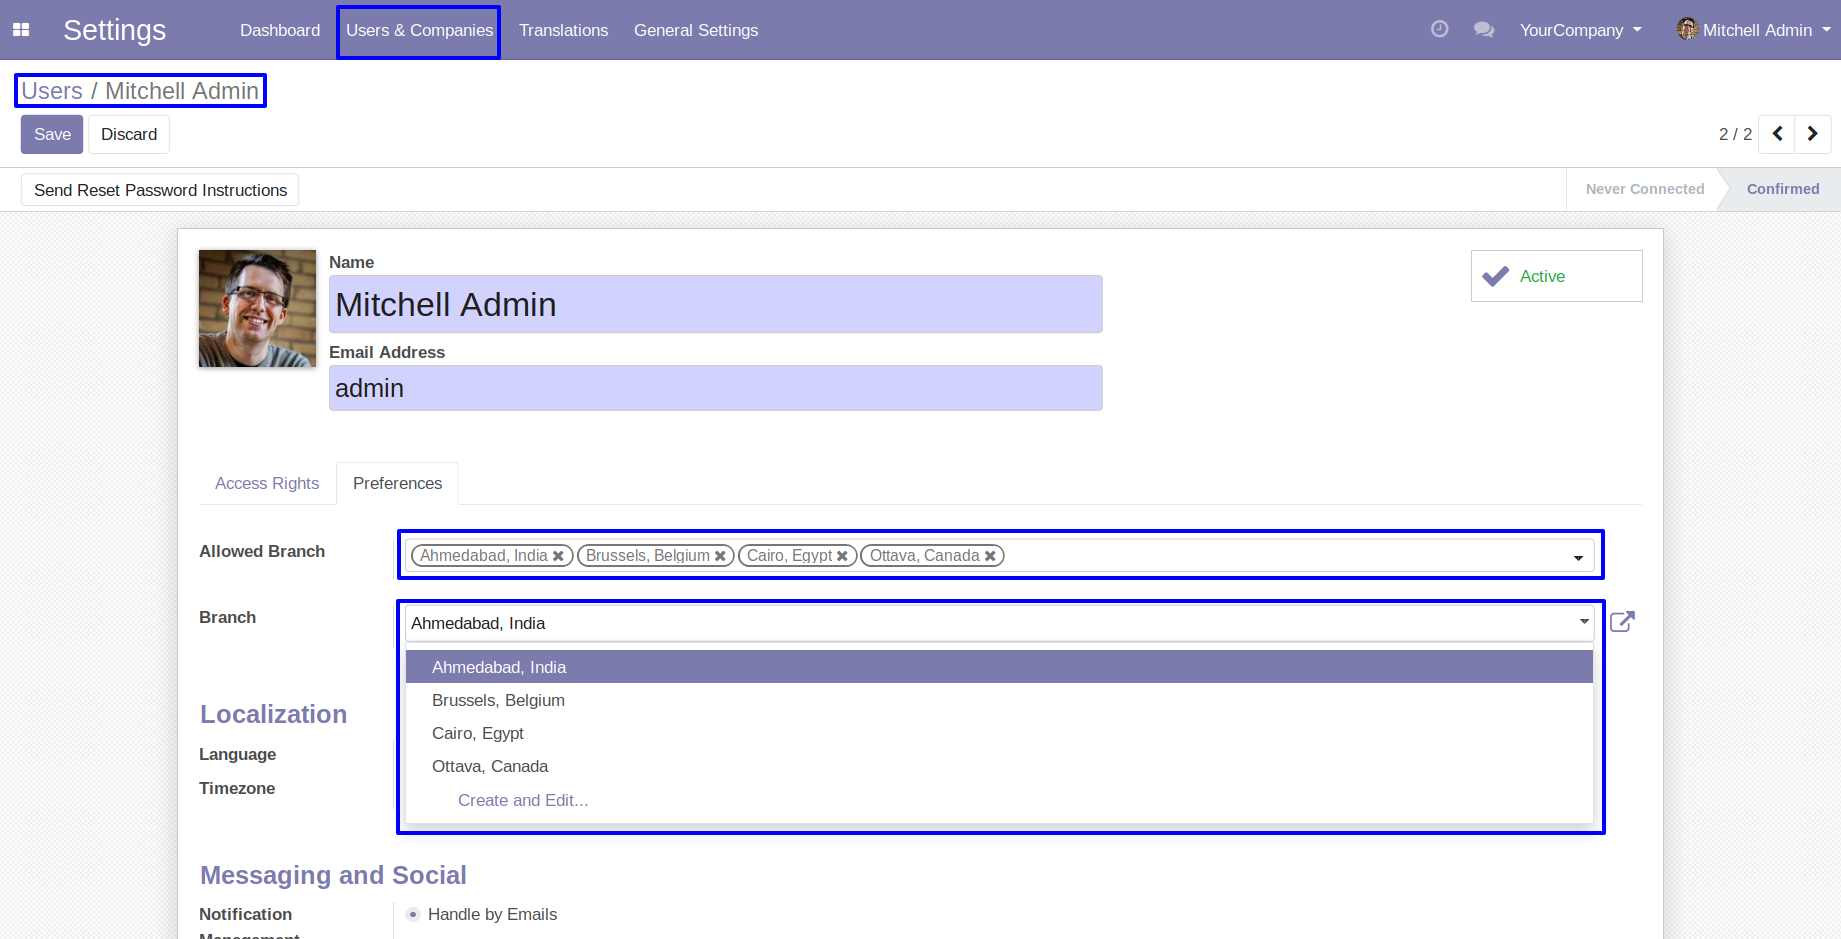 Settings Dashboard Users & Companies Translations General Settings YourCompany Mitchell Admin
Users / Mitchell Admin
Save Discard 2 / 2
Send Reset Password Instructions Never Connected Confirmed
Name
Mitchell Admin
Active
Email Address
admin
Access Rights Preferences
Allowed Branch Ahmedabad, India Brussels, Belgium Cairo, Egypt Ottava, Canada
Branch Ahmedabad, India
Ahmedabad, India
Brussels, Belgium
Cairo, Egypt
Ottava, Canada
Create and Edit...
Localization
Language
Timezone
Messaging and Social
Notification Handle by Emails
Management